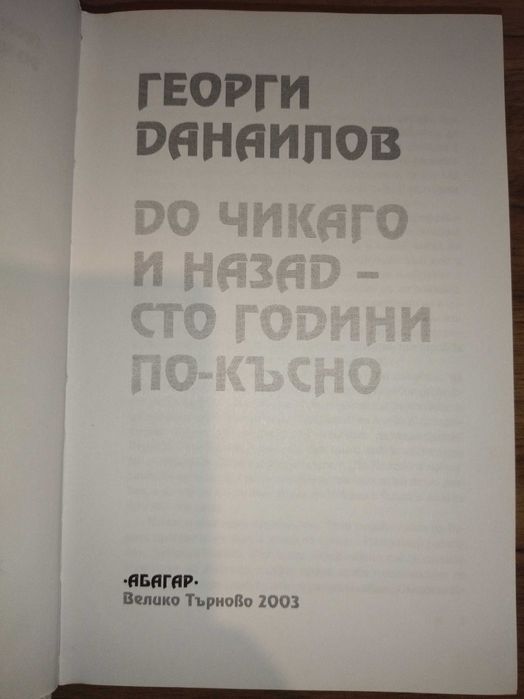 ГЕОРГИ
ДАНАИЛОВ
ДО ЧИКАГО
И НАЗАД –
СТО ГОДИНИ
ПО-КЪСНО
·АБАГАР·
Велико Търново 2003